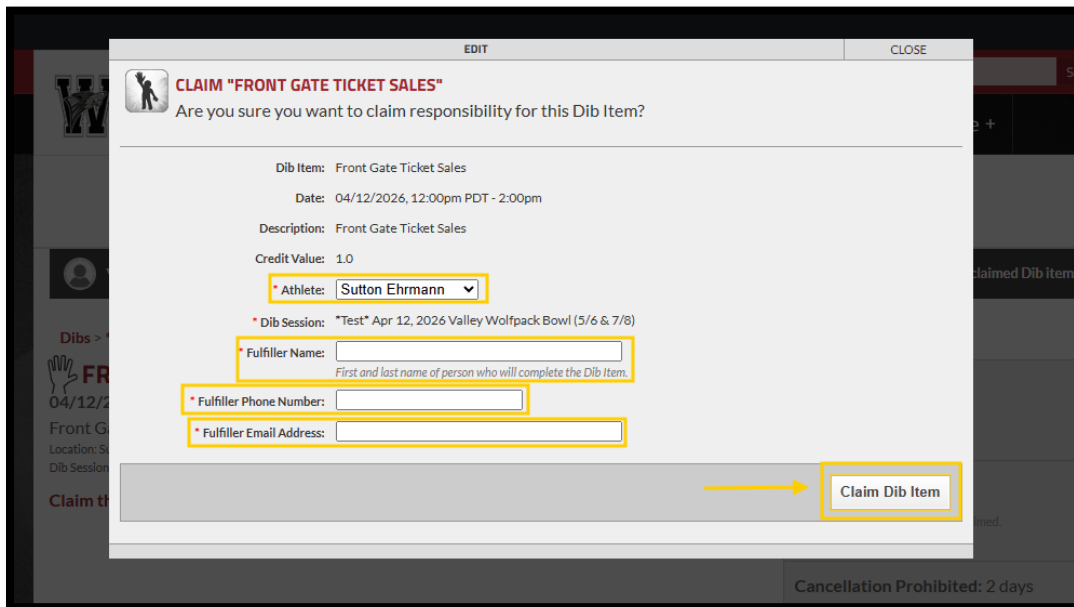 EDIT
CLOSE
CLAIM "FRONT GATE TICKET SALES"
Are you sure you want to claim responsibility for this Dib Item?
Dib Item: Front Gate Ticket Sales
Date: 04/12/2026, 12:00pm PDT - 2:00pm
Description: Front Gate Ticket Sales
Credit Value: 1.0
* Athlete: Sutton Ehrmann
* Dib Session: *Test* Apr 12, 2026 Valley Wolfpack Bowl (5/6 & 7/8)
* Fulfiller Name:
First and last name of person who will complete the Dib Item.
* Fulfiller Phone Number:
* Fulfiller Email Address:
Claim Dib Item
W
e +
claimed Dib item
Dibs >
FR
04/12/2
Front G
Location: S
Dib Session
Claim th
imed.
Cancellation Prohibited: 2 days